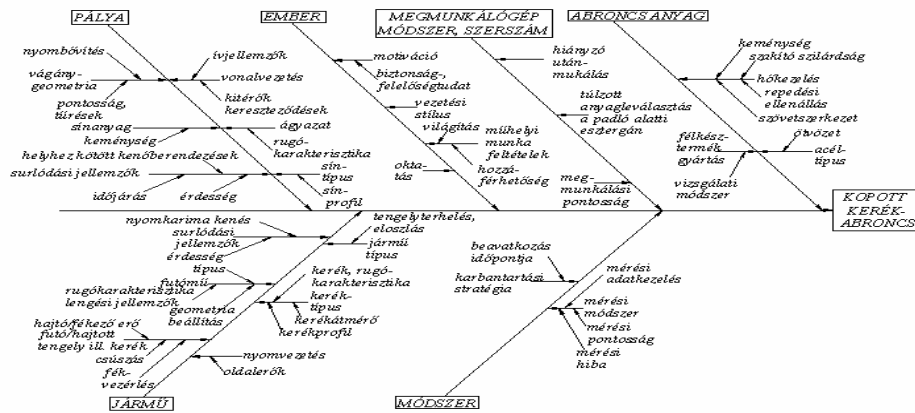 PÁLYA
EMBER
MEGMUNKÁLÓGÉP
MÓDSZER, SZERSZÁM
ABRONCS ANYAG
nyombővítés
vágány-
geometria
pontosság,
tűrések
sínanyag
keménység
helyhez kötött kenőberendezések
surlódási jellemzők
időjárás
érdesség
ívjellemzők
vonalvezetés
kitérők
kereszteződések
ágyazat
rugó-
karakterisztika
sín-
típus
sín-
profil
motiváció
biztonság-,
felelőségtudat
vezetési
stílus
világítás
műhelyi
munka
feltételek
hozzá-
férhetőség
okta-
tás
hiányzó
után-
mukálás
túlzott
anyagleválasztás
a padló alatti
esztergán
meg-
munkálási
pontosság
keménység
szakító szilárdság
hőkezelés
repedési
ellenállás
szövetszerkezet
ötvözet
félkész-
termék
gyártás
acél-
típus
vizsgálati
módszer
KOPOTT
KERÉK-
ABRONCS
nyomkarima kenés
surlódási
jellemzők
érdesség
típus
futómű
rugókarakterisztika
lengési jellemzők
geometria
beállítás
hajtó/fékező erő
futó/hajtott
tengely ill. kerék
csúszás
fék-
vezérlés
tengelyterhelés,
eloszlás
jármű
típus
kerék, rugó-
karakterisztika
kerék-
típus
kerékátmérő
kerékprofil
nyomvezetés
oldalerők
JÁRMŰ
beavatkozás
időpontja
karbantartási
stratégia
mérési
adatkezelés
mérési
módszer
mérési
pontosság
mérési
hiba
MÓDSZER